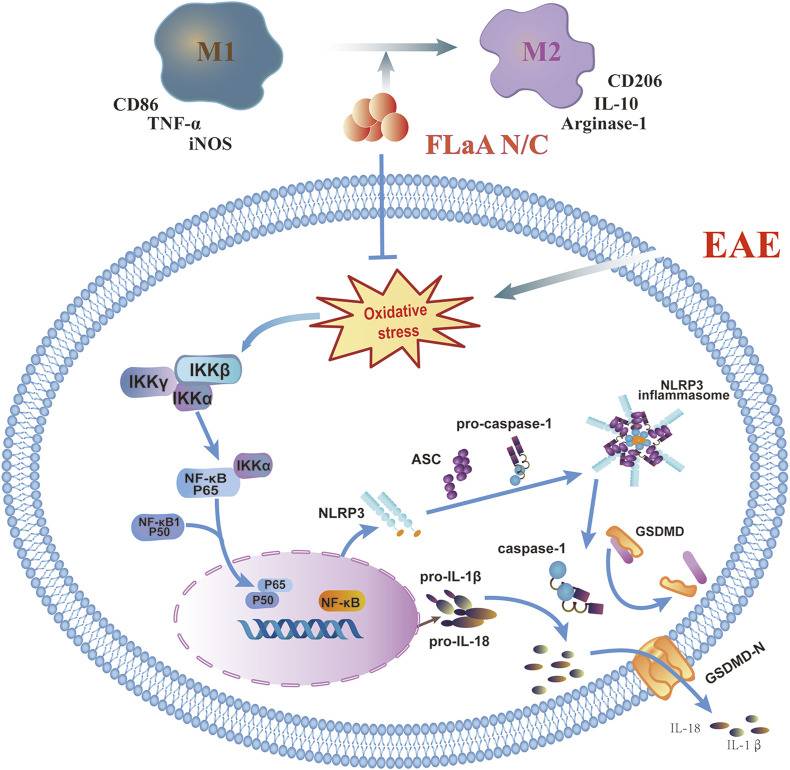 M1
M2
CD86
TNF-α
iNOS
CD206
IL-10
Arginase-1
FLaA N/C
EAE
Oxidative
stress
IKKγ
IKKβ
IKKα
NF-κB
P65
IKKα
NF-κB1
P50
P65
P50
NF-κB
NLRP3
ASC
pro-caspase-1
NLRP3
inflammasome
GSDMD
caspase-1
pro-IL-1β
pro-IL-18
GSDMD-N
IL-18
IL-1 β